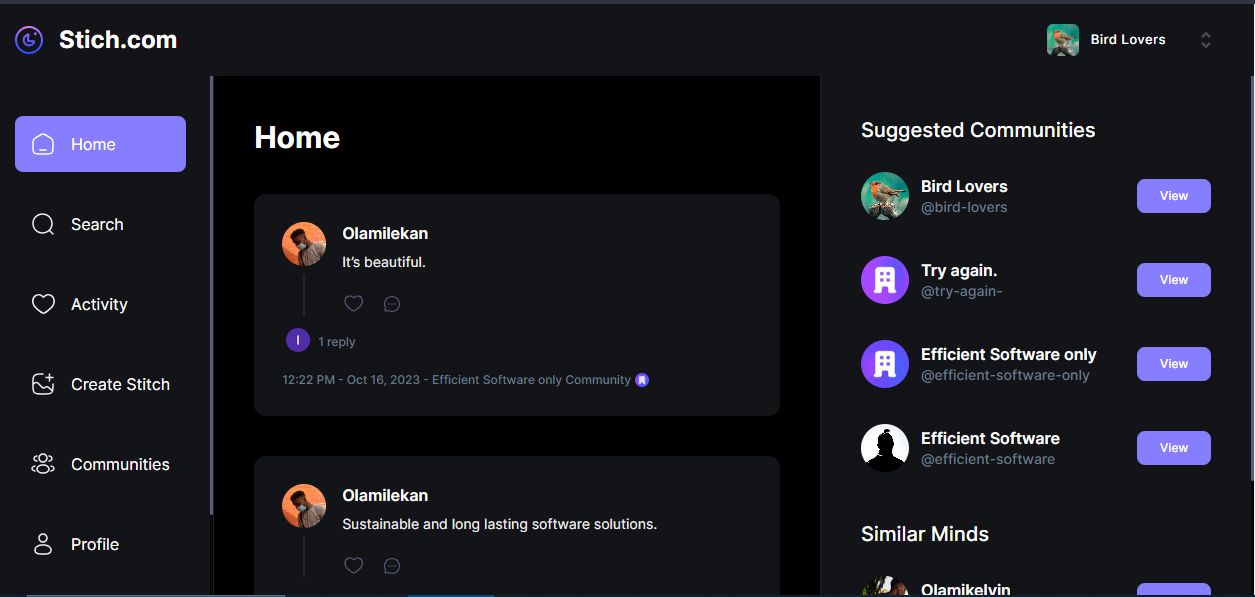 Stich.com
Bird Lovers
Home
Search
Activity
Create Stitch
Communities
Profile
Home
Olamilekan
It's beautiful.
I
1 reply
12:22 PM - Oct 16, 2023 - Efficient Software only Community
Olamilekan
Sustainable and long lasting software solutions.
Suggested Communities
Bird Lovers
@bird-lovers
View
Try again.
@try-again-
View
Efficient Software only
@efficient-software-only
View
Efficient Software
@efficient-software
View
Similar Minds
Olamikelvin